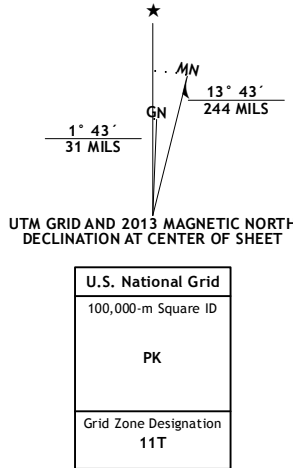 MN
GN
13° 43´
244 MILS
1° 43´
31 MILS
UTM GRID AND 2013 MAGNETIC NORTH
DECLINATION AT CENTER OF SHEET
U.S. National Grid
100,000-m Square ID
PK
Grid Zone Designation
11T